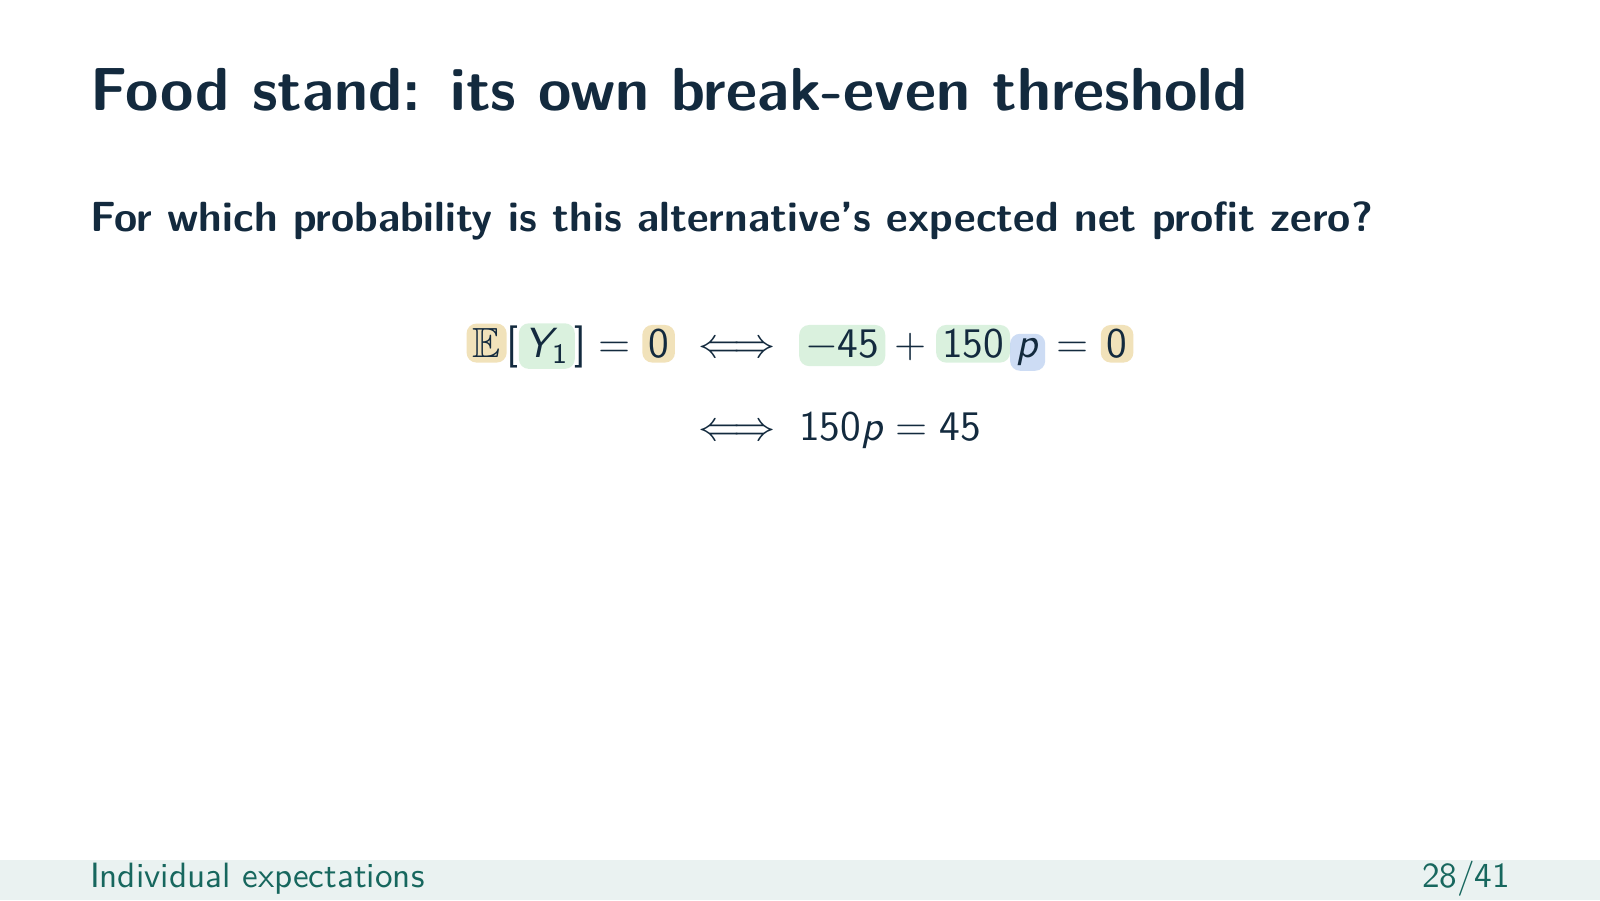 Food stand: its own break-even threshold
For which probability is this alternative's expected net profit zero?
𝔼[Y₁] = 0 ⟺ −45 + 150 p = 0
⟺ 150p = 45
Individual expectations
28/41